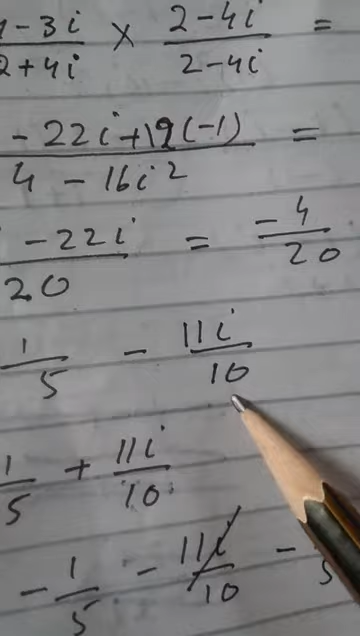 -3i/2+4i × 2-4i/2-4i =
-22i+12(-1)/4-16i² =
-22i/20 = -4/20
1/5 - 11i/10
1/5 + 11i/10
-1/5 - 11i/10 -